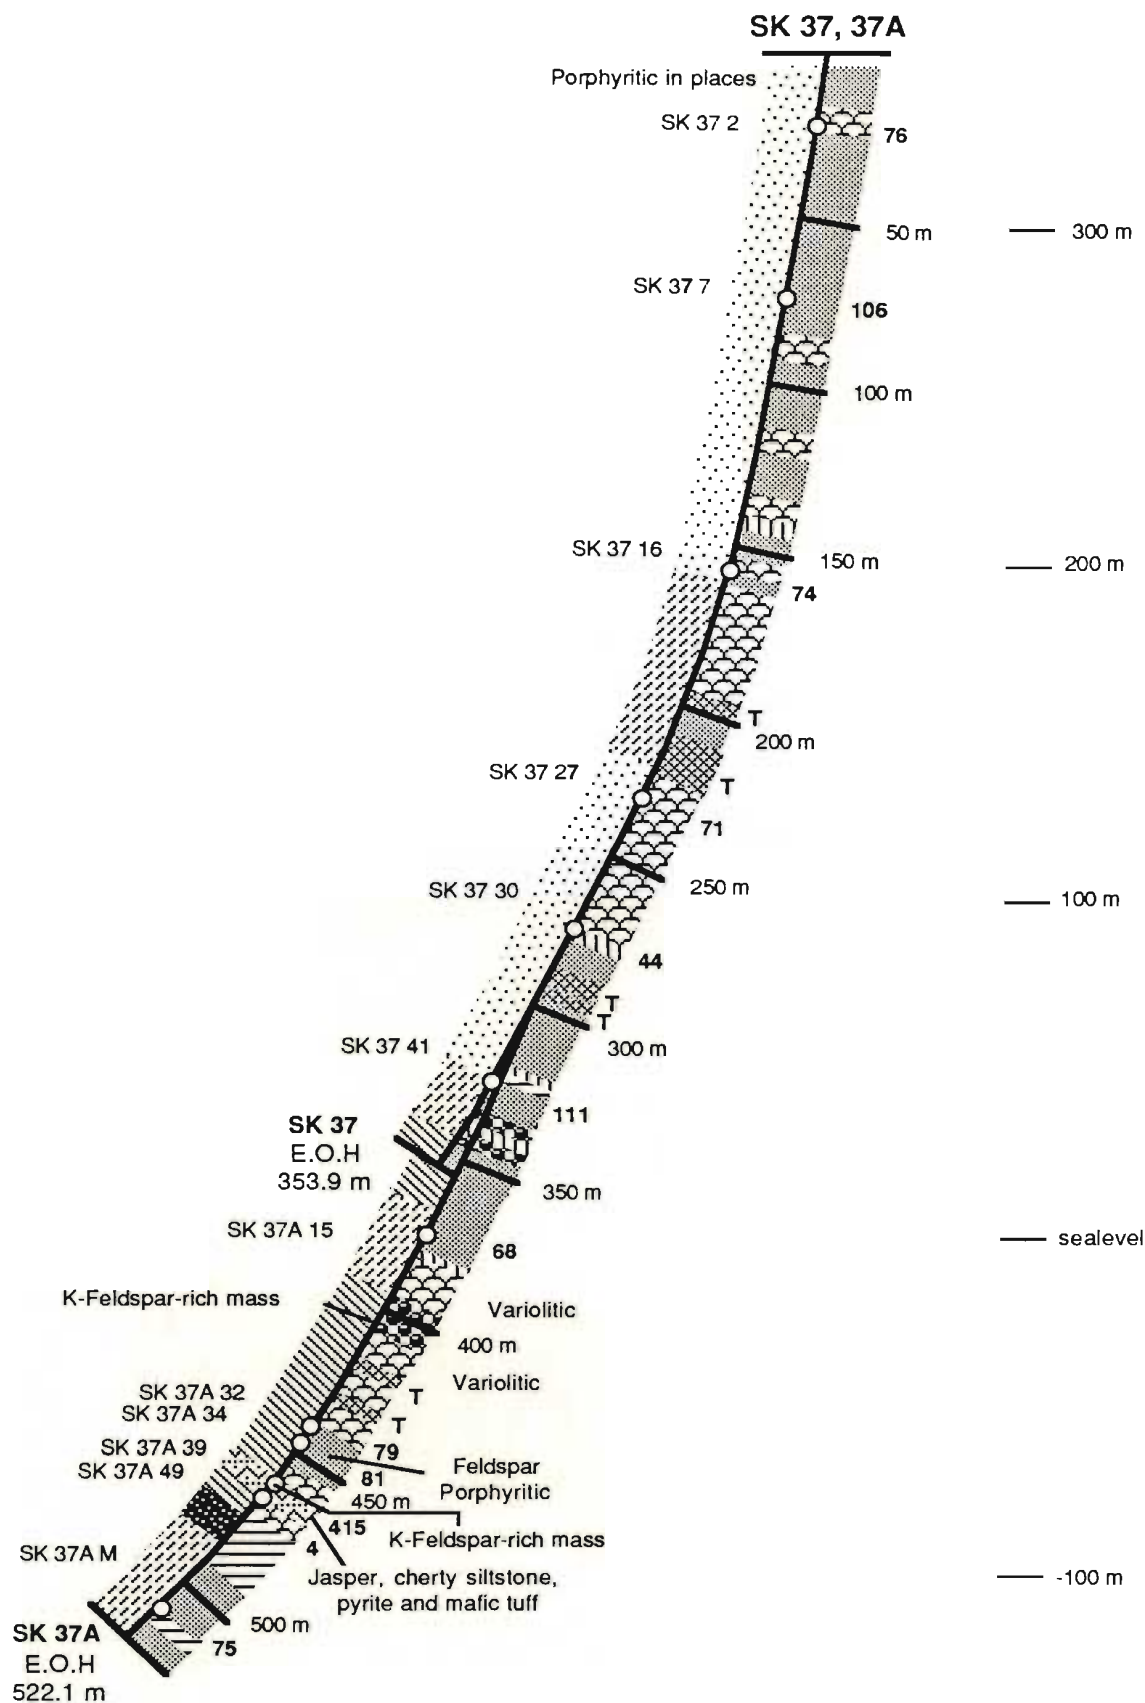 SK 37, 37A
Porphyritic in places
SK 37 2
76
50 m
300 m
SK 37 7
106
100 m
SK 37 16
150 m
200 m
74
T
200 m
SK 37 27
T
71
250 m
SK 37 30
100 m
44
T
T
300 m
SK 37 41
111
SK 37
E.O.H
353.9 m
350 m
SK 37A 15
68
sealevel
K-Feldspar-rich mass
Variolitic
400 m
Variolitic
T
SK 37A 32
SK 37A 34
T
79
SK 37A 39
SK 37A 49
81
Feldspar
Porphyritic
450 m
415
K-Feldspar-rich mass
4
SK 37A M
Jasper, cherty siltstone,
pyrite and mafic tuff
-100 m
500 m
75
SK 37A
E.O.H
522.1 m